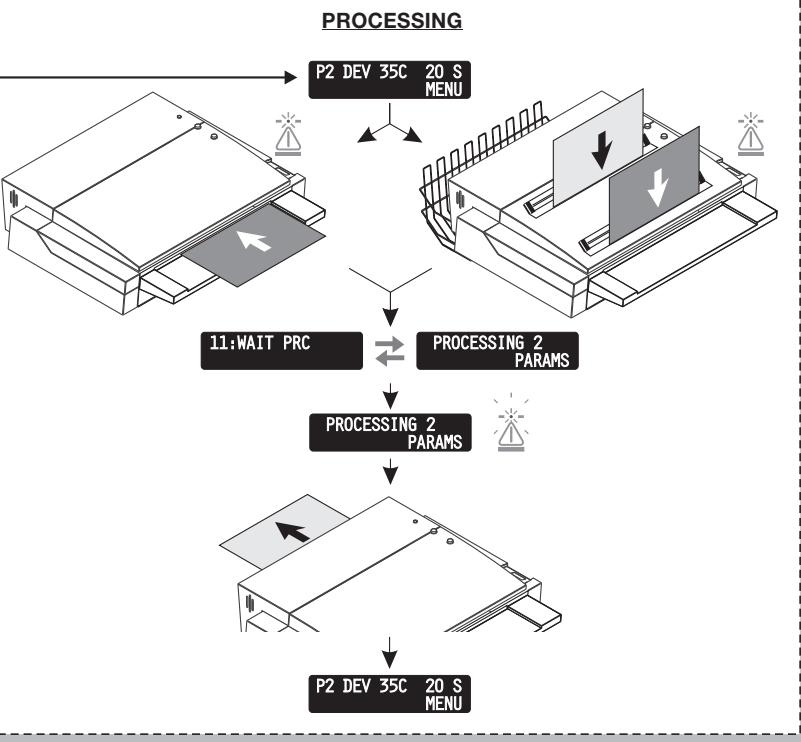 PROCESSING
P2 DEV 35C 20 S
MENU
11:WAIT PRC
PROCESSING 2
PARAMS
PROCESSING 2
PARAMS
P2 DEV 35C 20 S
MENU